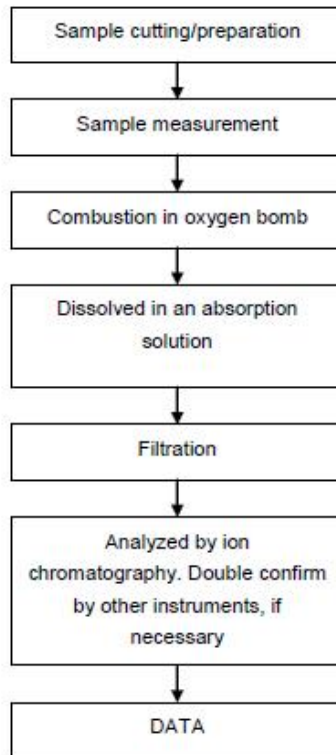 Sample cutting/preparation
Sample measurement
Combustion in oxygen bomb
Dissolved in an absorption
solution
Filtration
Analyzed by ion
chromatography. Double confirm
by other instruments, if
necessary
DATA